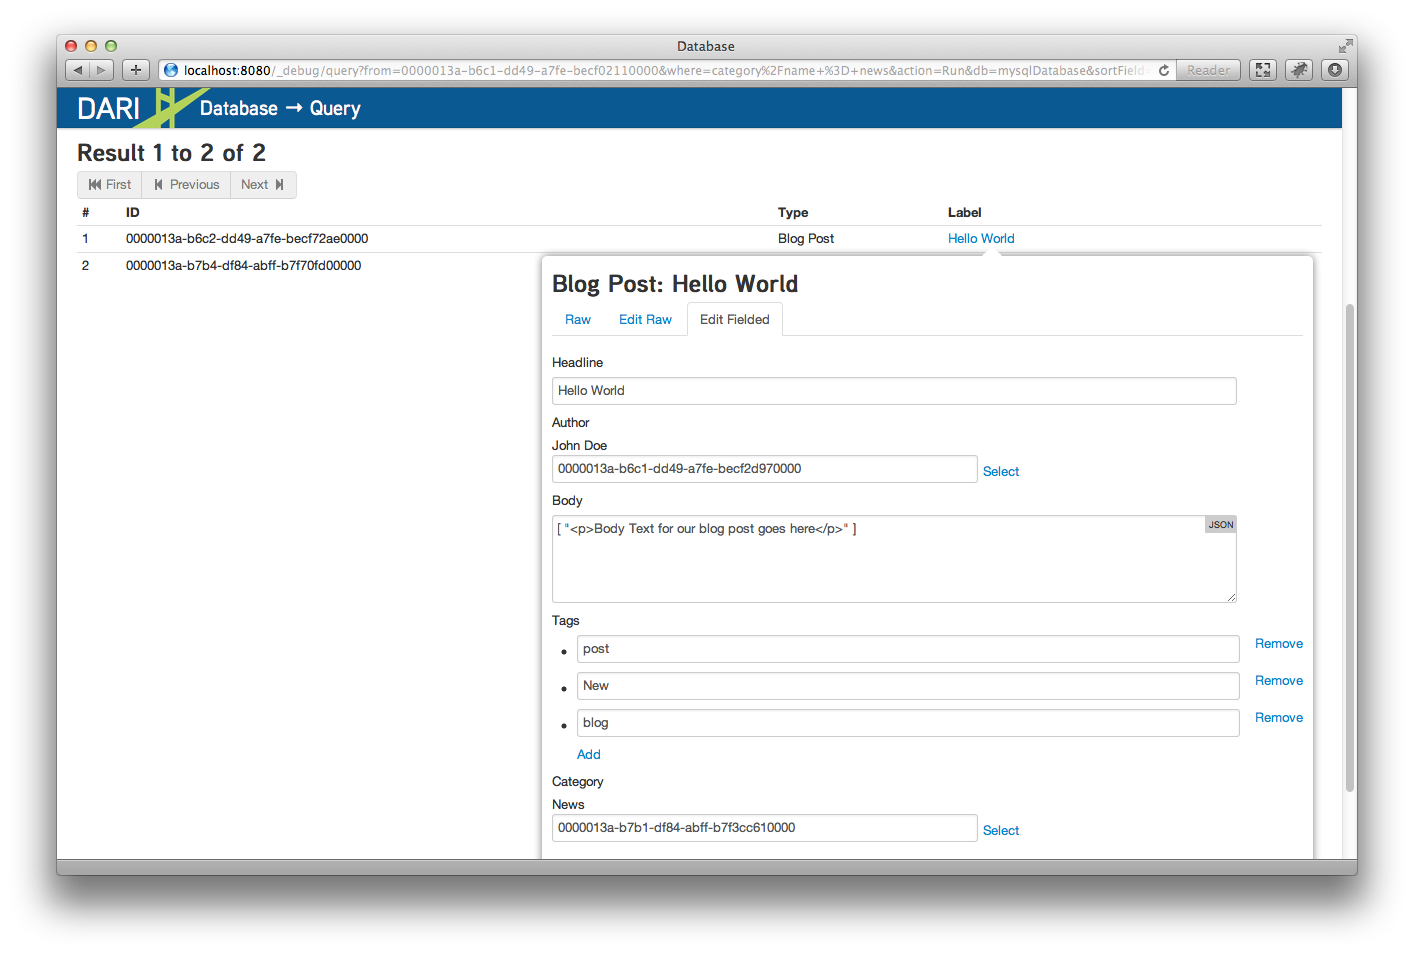 Database
localhost:8080/_debug/query?from=0000013a-b6c1-dd49-a7fe-becf02110000&where=category%2Fname+%3D+news&action=Run&db=mysqlDatabase&sortField
Reader
DARI Database → Query
Result 1 to 2 of 2
First Previous Next
# ID Type Label
1 0000013a-b6c2-dd49-a7fe-becf72ae0000 Blog Post Hello World
2 0000013a-b7b4-df84-abff-b7f70fd00000
Blog Post: Hello World
Raw Edit Raw Edit Fielded
Headline
Hello World
Author
John Doe
0000013a-b6c1-dd49-a7fe-becf2d970000 Select
Body
[ "<p>Body Text for our blog post goes here</p>" ] JSON
Tags
post Remove
New Remove
blog Remove
Add
Category
News
0000013a-b7b1-df84-abff-b7f3cc610000 Select